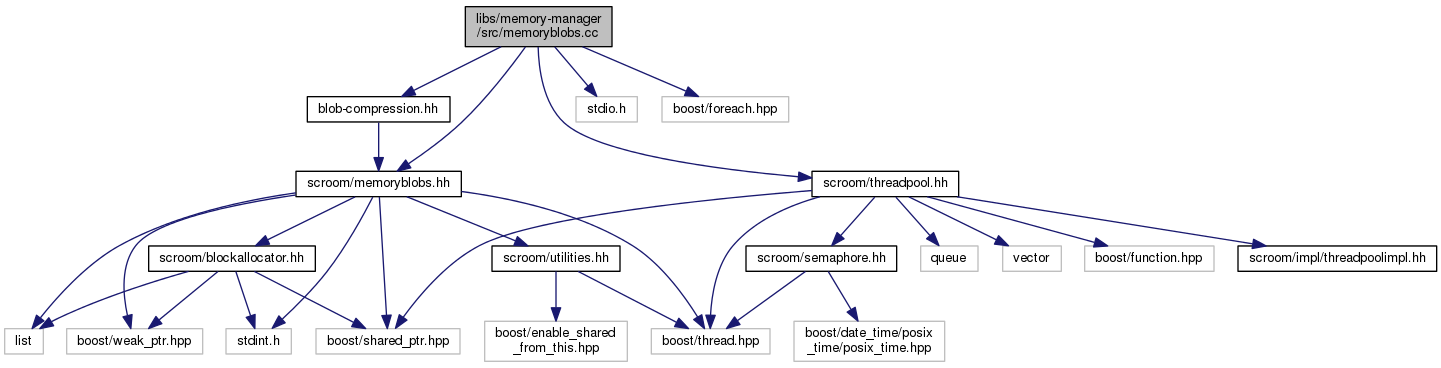 libs/memory-manager
/src/memoryblobs.cc
blob-compression.hh
stdio.h
boost/foreach.hpp
scroom/memoryblobs.hh
scroom/threadpool.hh
scroom/blockallocator.hh
scroom/utilities.hh
scroom/semaphore.hh
queue
vector
boost/function.hpp
scroom/impl/threadpoolimpl.hh
list
boost/weak_ptr.hpp
stdint.h
boost/shared_ptr.hpp
boost/enable_shared
_from_this.hpp
boost/thread.hpp
boost/date_time/posix
_time/posix_time.hpp